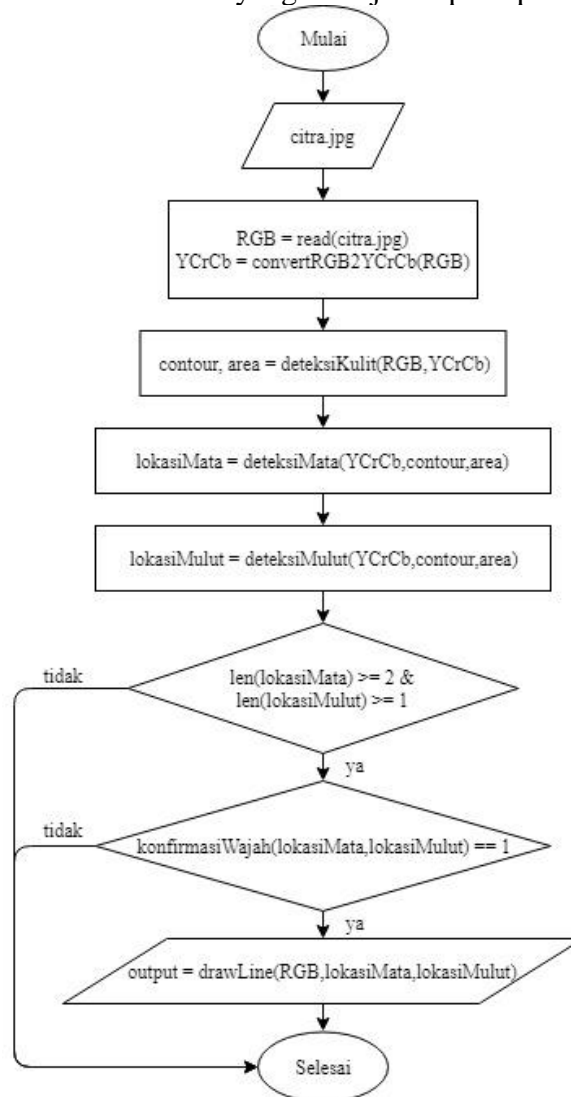 Mulai
citra.jpg
RGB = read(citra.jpg)
YCrCb = convertRGB2YCrCb(RGB)
contour, area = deteksiKulit(RGB,YCrCb)
lokasiMata = deteksiMata(YCrCb,contour,area)
lokasiMulut = deteksiMulut(YCrCb,contour,area)
tidak
len(lokasiMata) >= 2 &
len(lokasiMulut) >= 1
ya
tidak
konfirmasiWajah(lokasiMata,lokasiMulut) == 1
ya
output = drawLine(RGB,lokasiMata,lokasiMulut)
Selesai